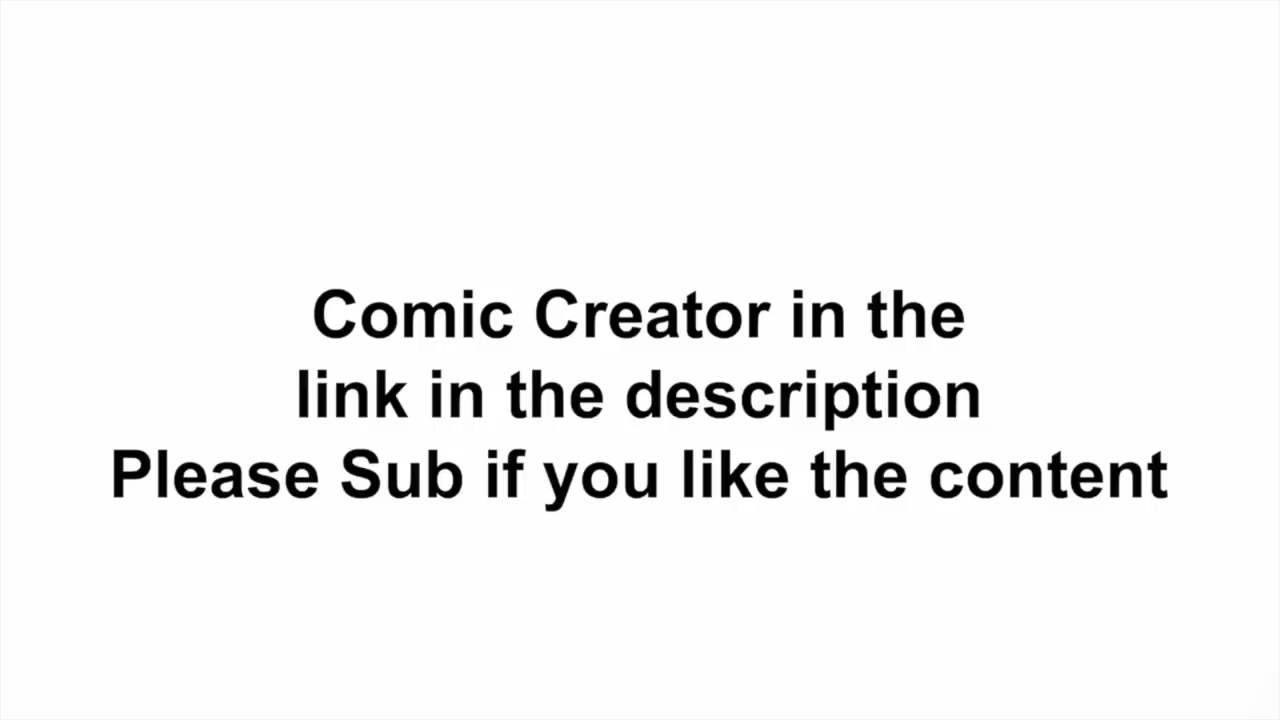 Comic Creator in the
link in the description
Please Sub if you like the content